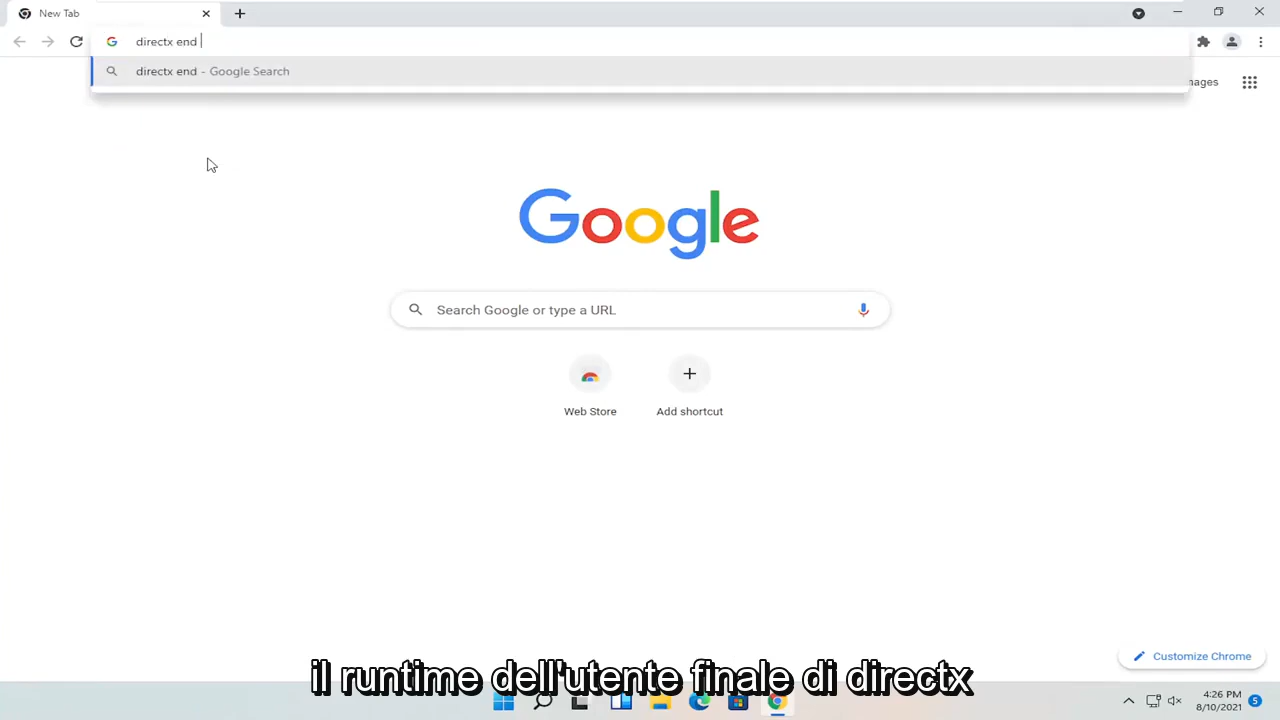 New Tab
directx end
directx end - Google Search
mages
Google
Search Google or type a URL
Web Store
Add shortcut
Customize Chrome
il runtime dell'utente finale di directx
4:26 PM
8/10/2021
5